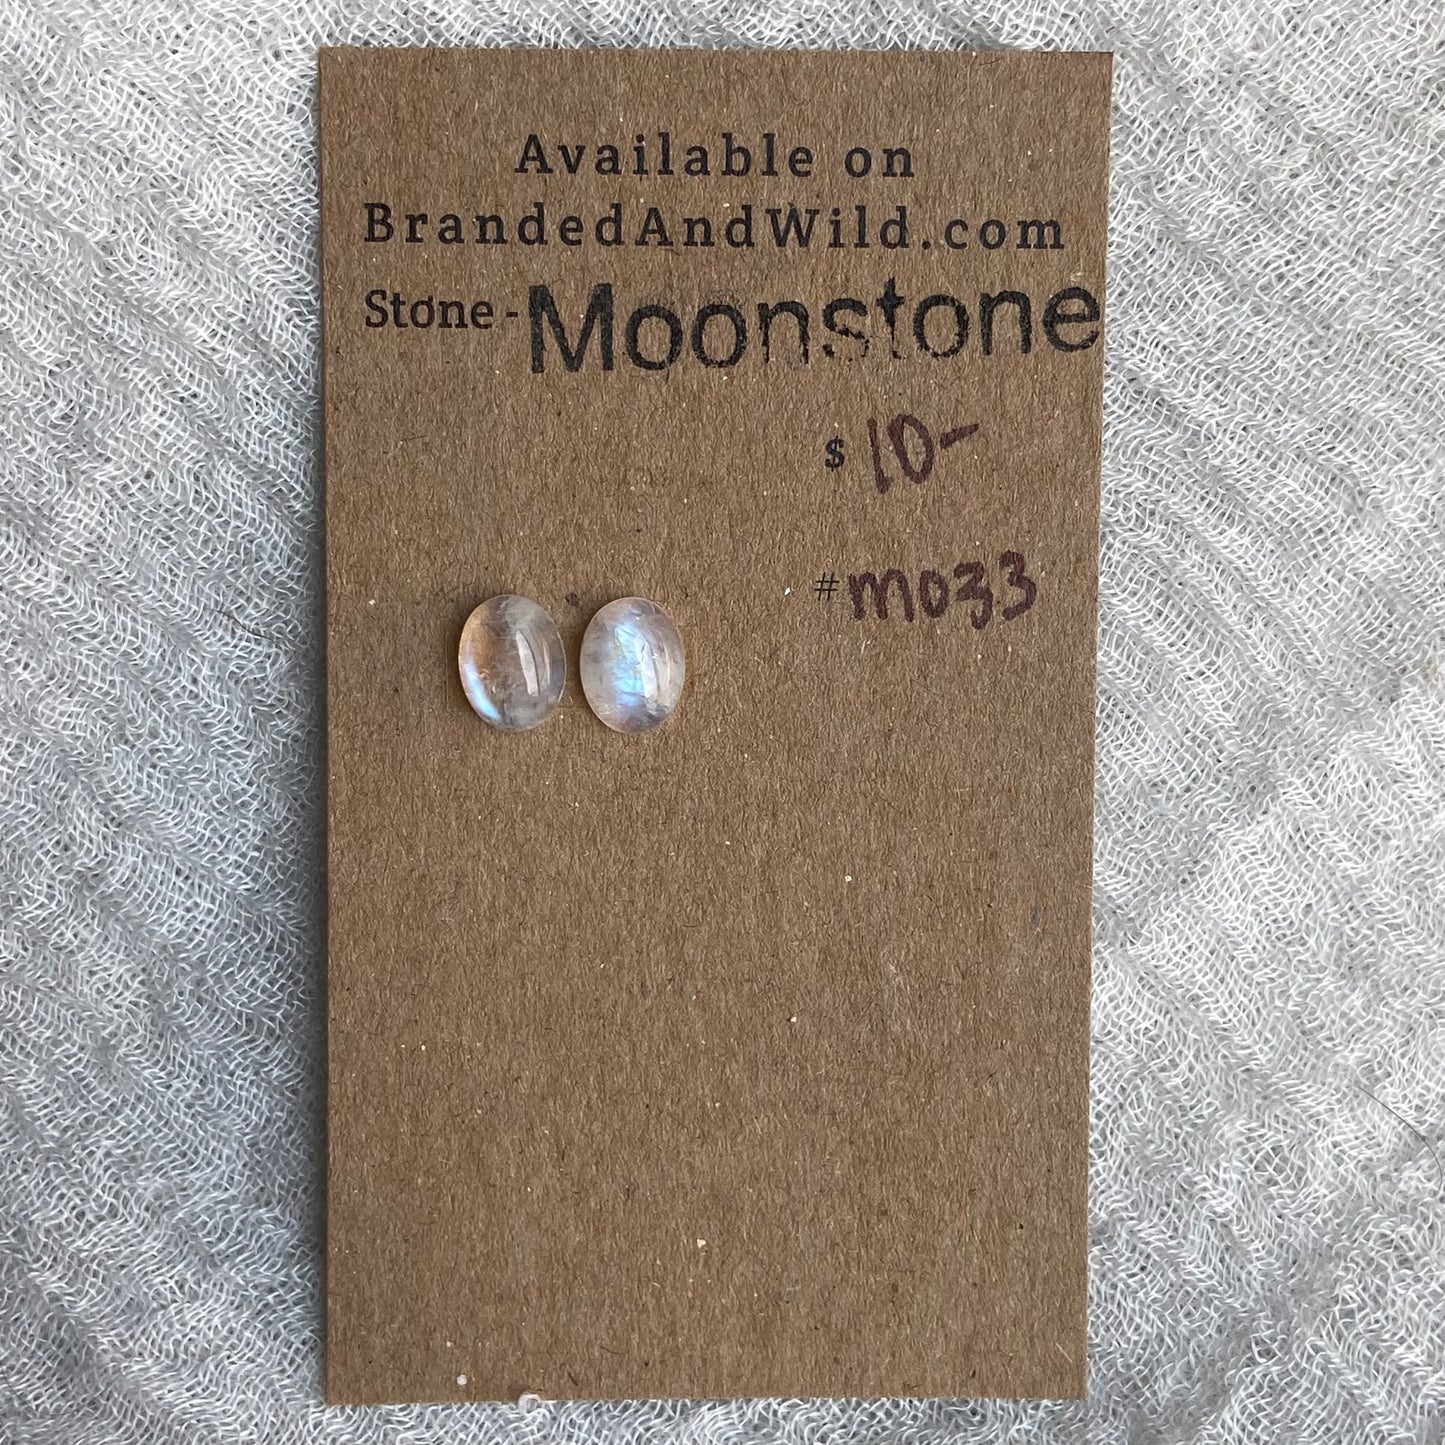 Available on
BrandedAndWild.com
Stone - Moonstone
$ 10-
# m033